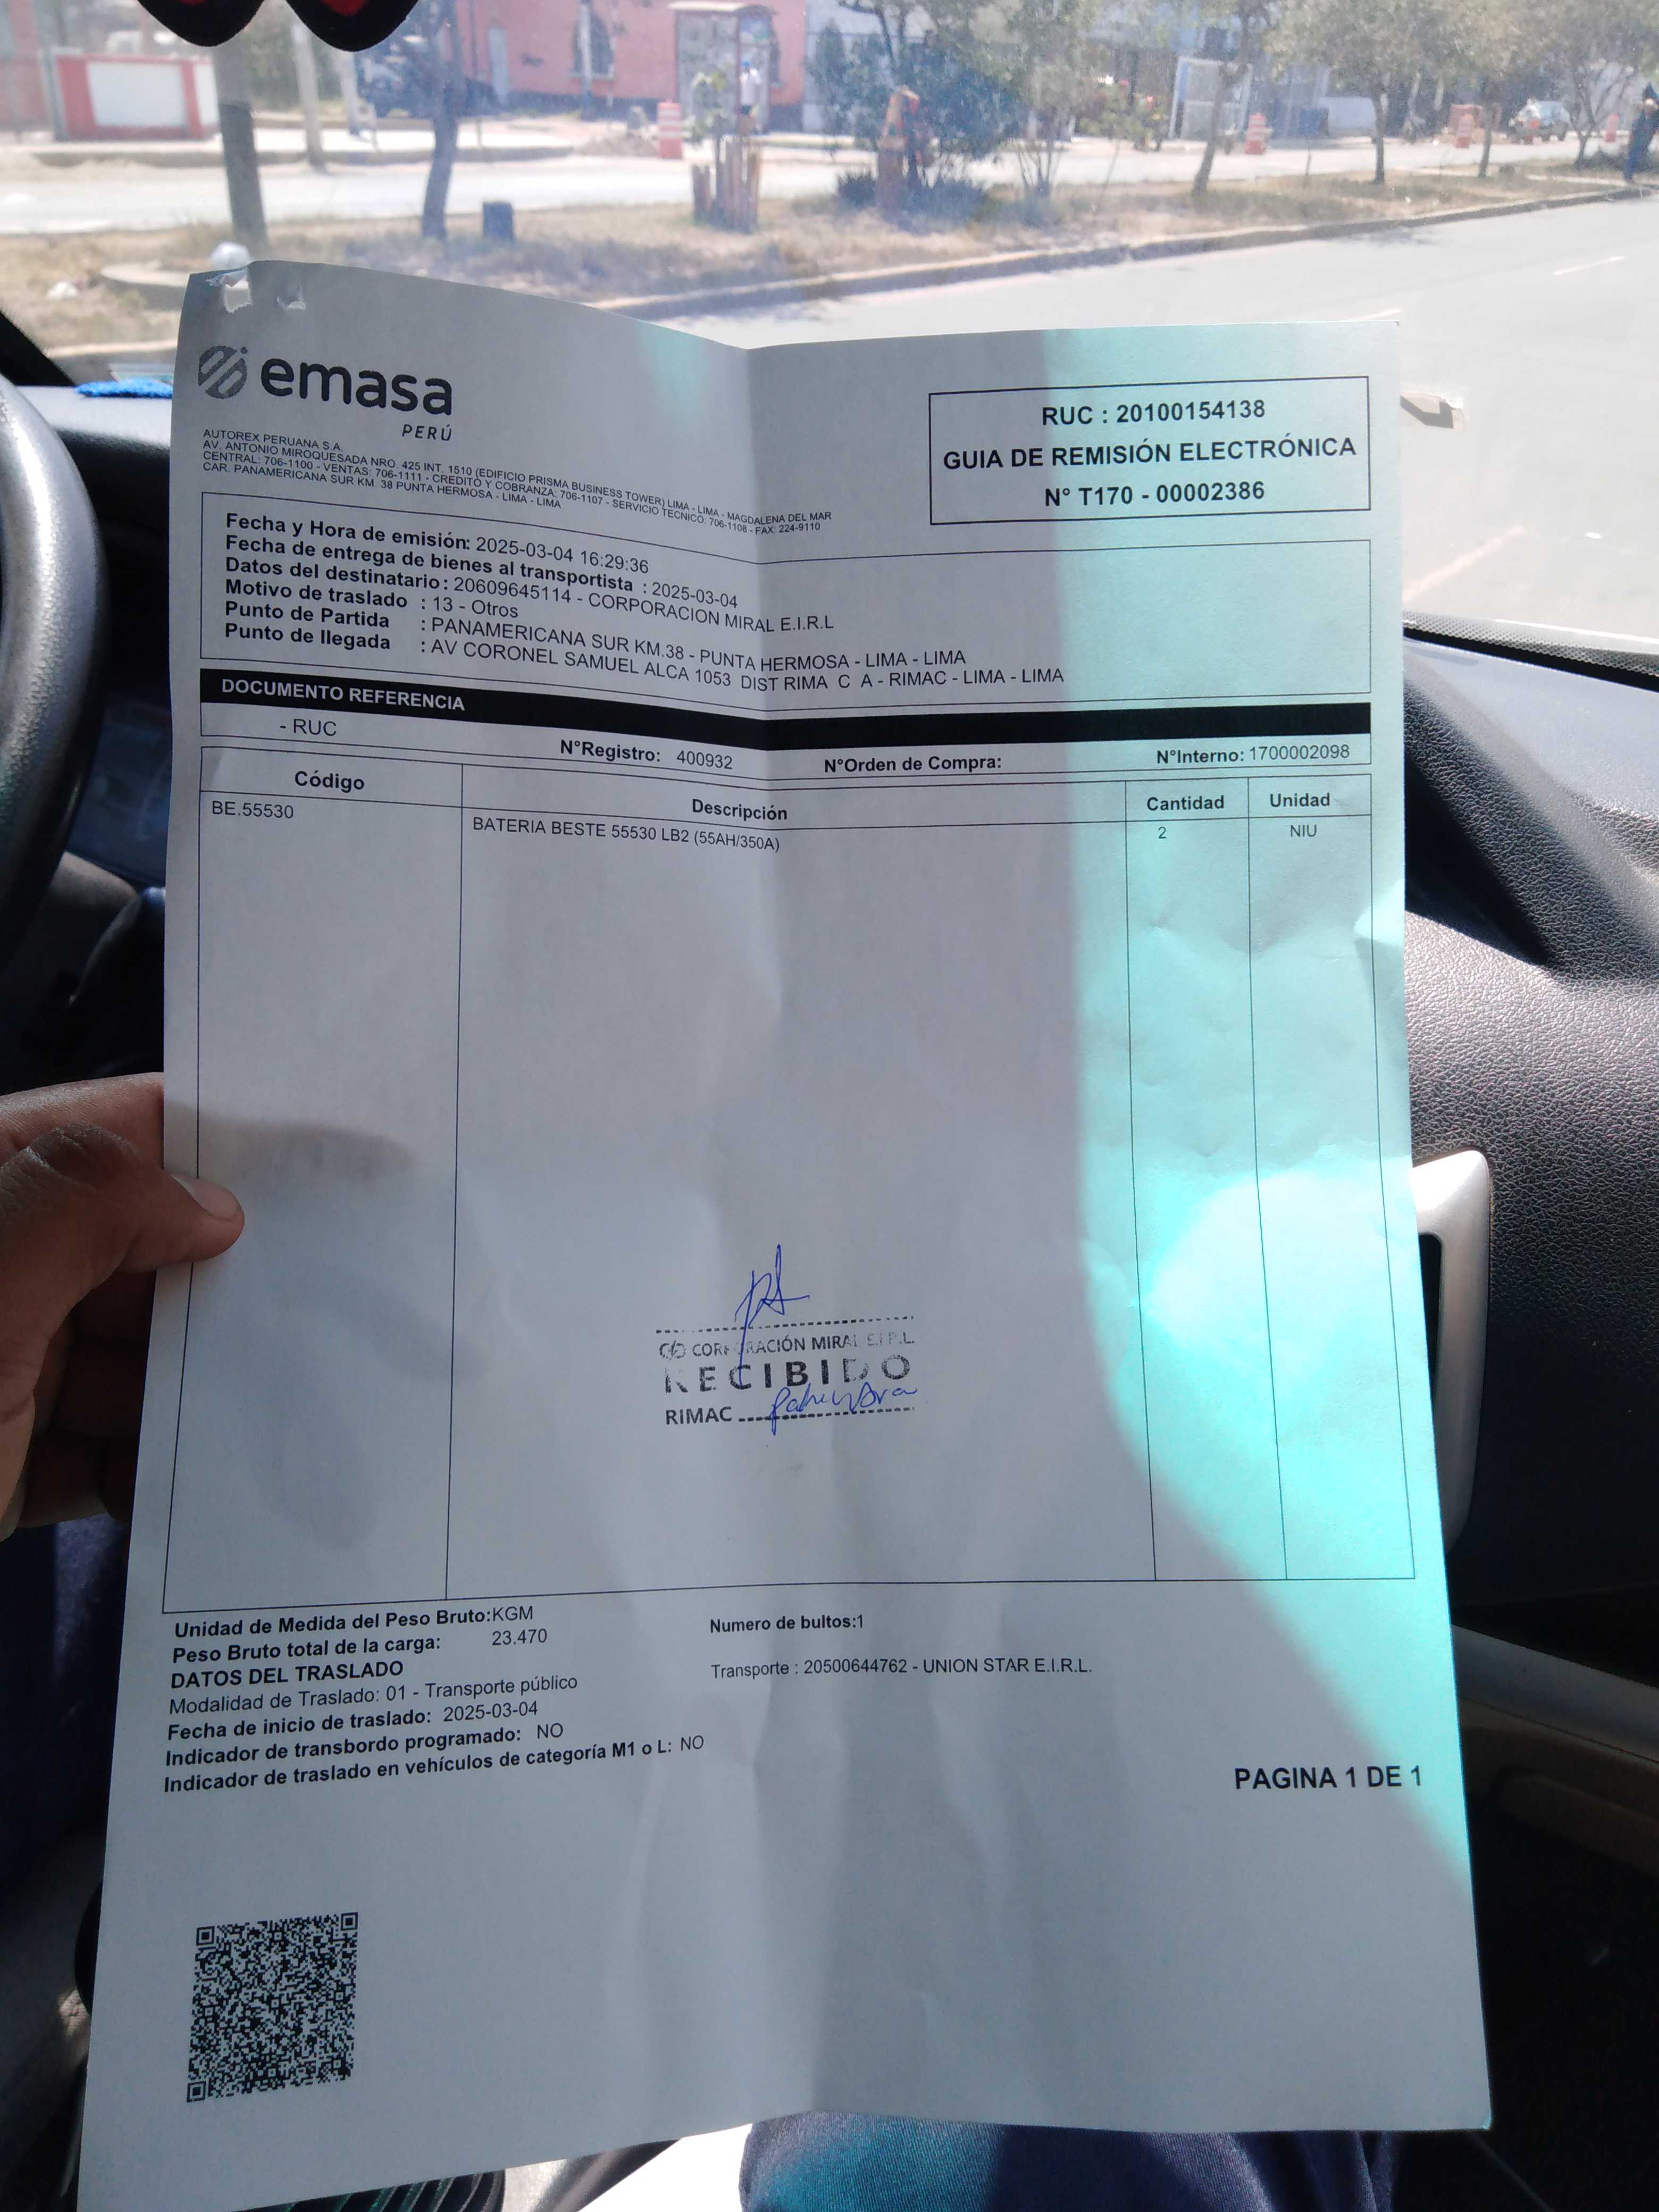 emasa
PERÚ
AUTOREX PERUANA S.A.
AV. ANTONIO MIROQUESADA NRO. 425 INT. 1510 (EDIFICIO PRISMA BUSINESS TOWER) LIMA - LIMA - MAGDALENA DEL MAR
CENTRAL: 706-1100 - VENTAS: 706-1111 - CREDITO Y COBRANZA: 706-1107 - SERVICIO TECNICO: 706-1108 - FAX: 224-9110
CAR. PANAMERICANA SUR KM. 38 PUNTA HERMOSA - LIMA - LIMA
RUC : 20100154138
GUIA DE REMISIÓN ELECTRÓNICA
N° T170 - 00002386
Fecha y Hora de emisión: 2025-03-04 16:29:36
Fecha de entrega de bienes al transportista : 2025-03-04
Datos del destinatario : 20609645114 - CORPORACION MIRAL E.I.R.L
Motivo de traslado : 13 - Otros
Punto de Partida : PANAMERICANA SUR KM.38 - PUNTA HERMOSA - LIMA - LIMA
Punto de llegada : AV CORONEL SAMUEL ALCA 1053 DIST RIMA C A - RIMAC - LIMA - LIMA
DOCUMENTO REFERENCIA
- RUC N°Registro: 400932 N°Orden de Compra: N°Interno: 1700002098
Código Descripción Cantidad Unidad
BE.55530 BATERIA BESTE 55530 LB2 (55AH/350A) 2 NIU
CORPORACIÓN MIRAL E.I.R.L.
RECIBIDO
RIMAC
Unidad de Medida del Peso Bruto:KGM
Peso Bruto total de la carga: 23.470
Numero de bultos:1
DATOS DEL TRASLADO
Modalidad de Traslado: 01 - Transporte público
Transporte : 20500644762 - UNION STAR E.I.R.L.
Fecha de inicio de traslado: 2025-03-04
Indicador de transbordo programado: NO
Indicador de traslado en vehículos de categoría M1 o L: NO
PAGINA 1 DE 1